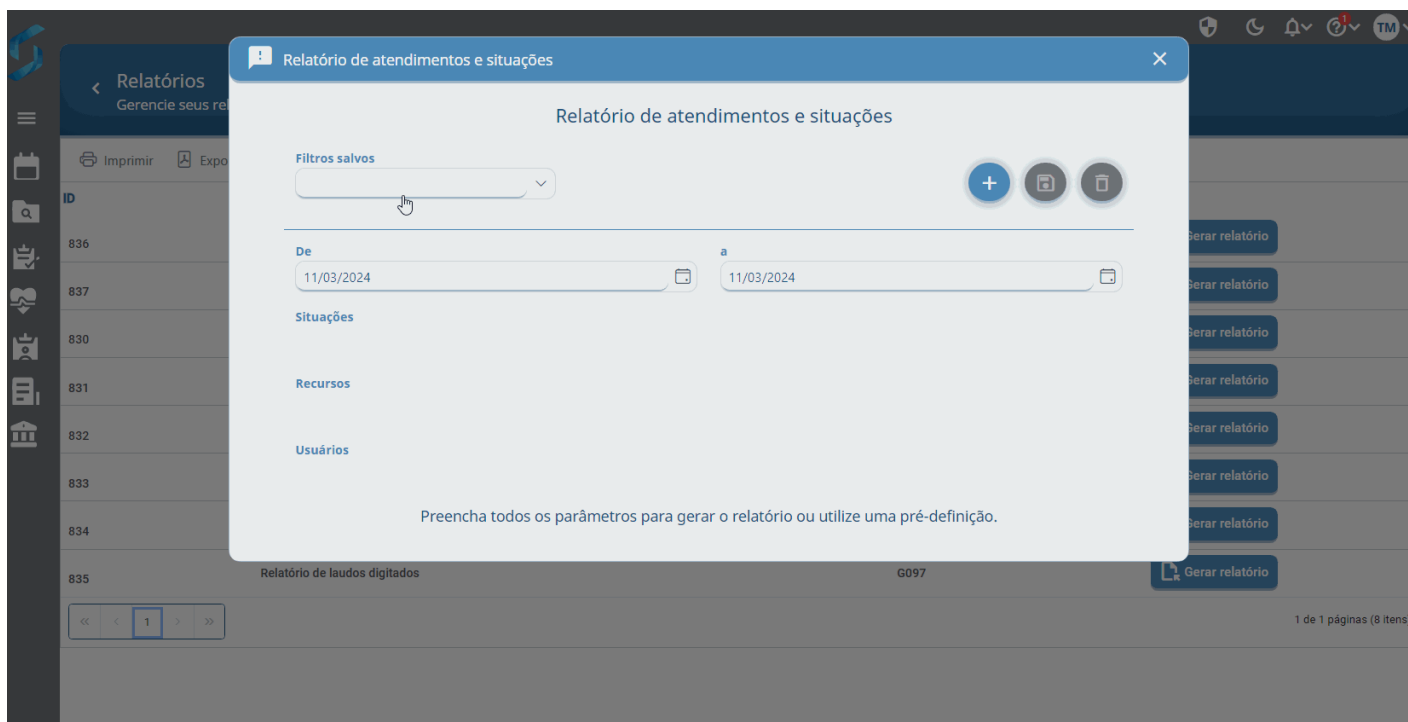 1
TM
Relatório de atendimentos e situações
Relatórios
Gerencie seus rel
Relatório de atendimentos e situações
Imprimir
Expo
Filtros salvos
ID
836
Gerar relatório
De
a
11/03/2024
11/03/2024
837
Gerar relatório
Situações
830
Gerar relatório
Recursos
831
Gerar relatório
832
Gerar relatório
Usuários
833
Gerar relatório
Preencha todos os parâmetros para gerar o relatório ou utilize uma pré-definição.
834
Gerar relatório
835
Relatório de laudos digitados
G097
Gerar relatório
1
1 de 1 páginas (8 itens